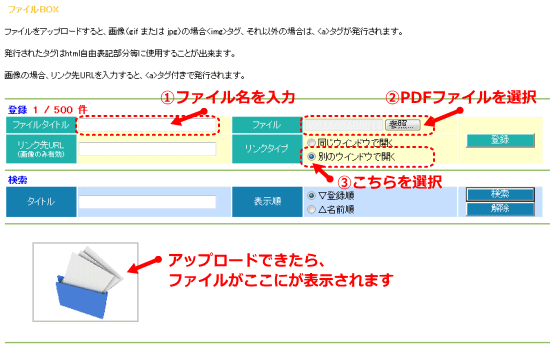 ファイルBOX
ファイルをアップロードすると、画像(gif または jpg)の場合<img>タグ、それ以外の場合は、<a>タグが発行されます。
発行されたタグはhtml自由表記部分等に使用することが出来ます。
画像の場合、リンク先URLを入力すると、<a>タグ付きで発行されます。
①ファイル名を入力
②PDFファイルを選択
登録 1 / 500 件
ファイルタイトル
ファイル
参照...
リンク先URL
(画像のみ有効)
リンクタイプ
同じウインドウで開く
別のウインドウで開く
登録
③こちらを選択
検索
タイトル
表示順
▽登録順
△名前順
検索
解除
アップロードできたら、
ファイルがここにが表示されます